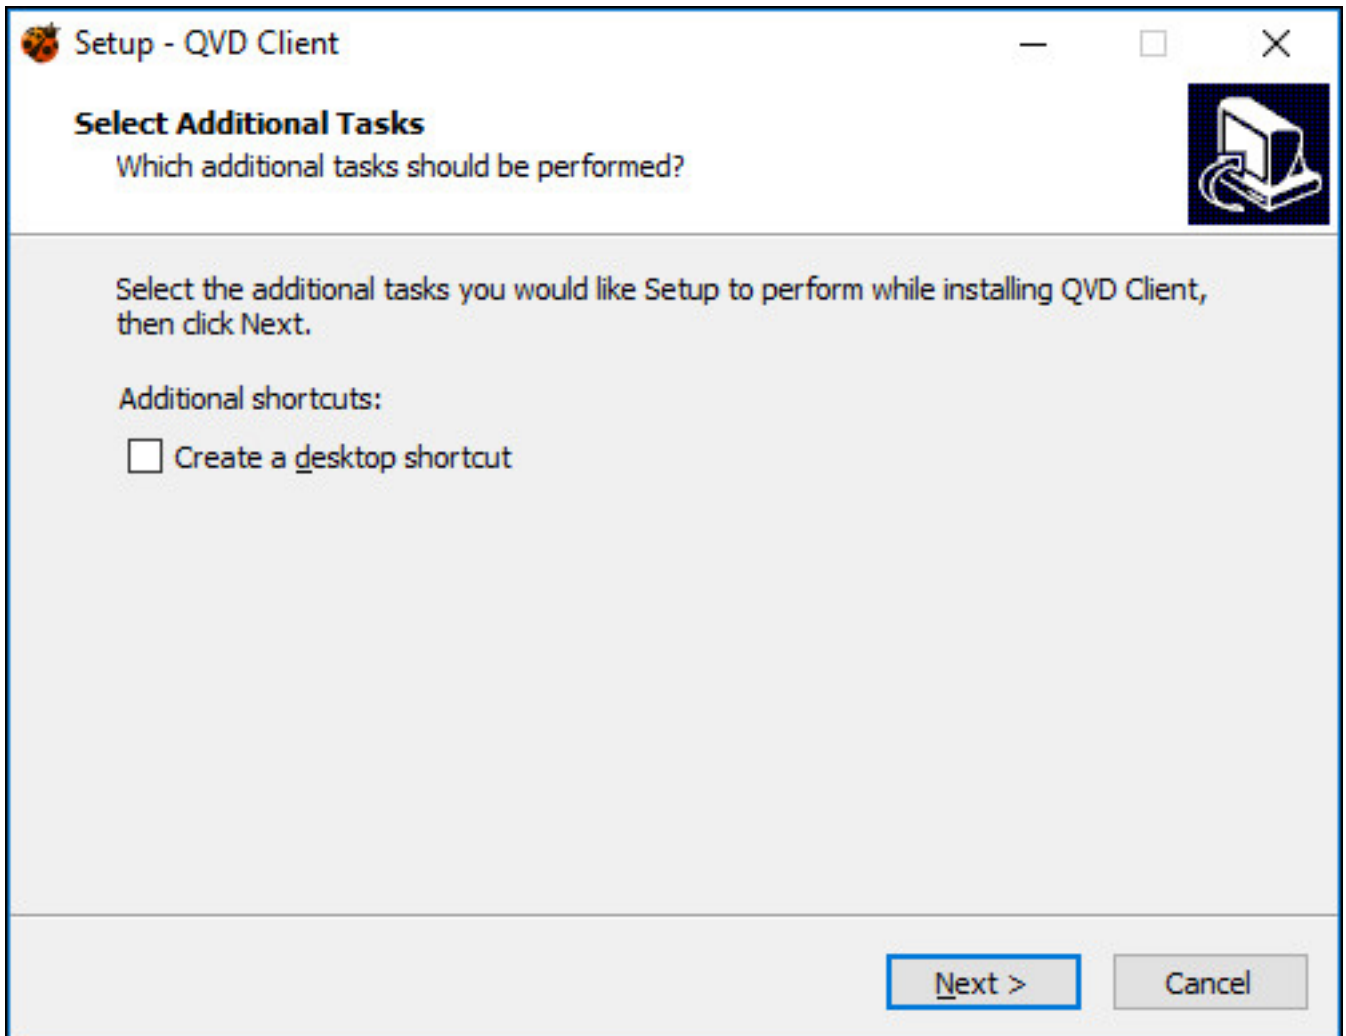 Setup - QVD Client
Select Additional Tasks
Which additional tasks should be performed?
Select the additional tasks you would like Setup to perform while installing QVD Client,
then click Next.
Additional shortcuts:
Create a desktop shortcut
Next >
Cancel